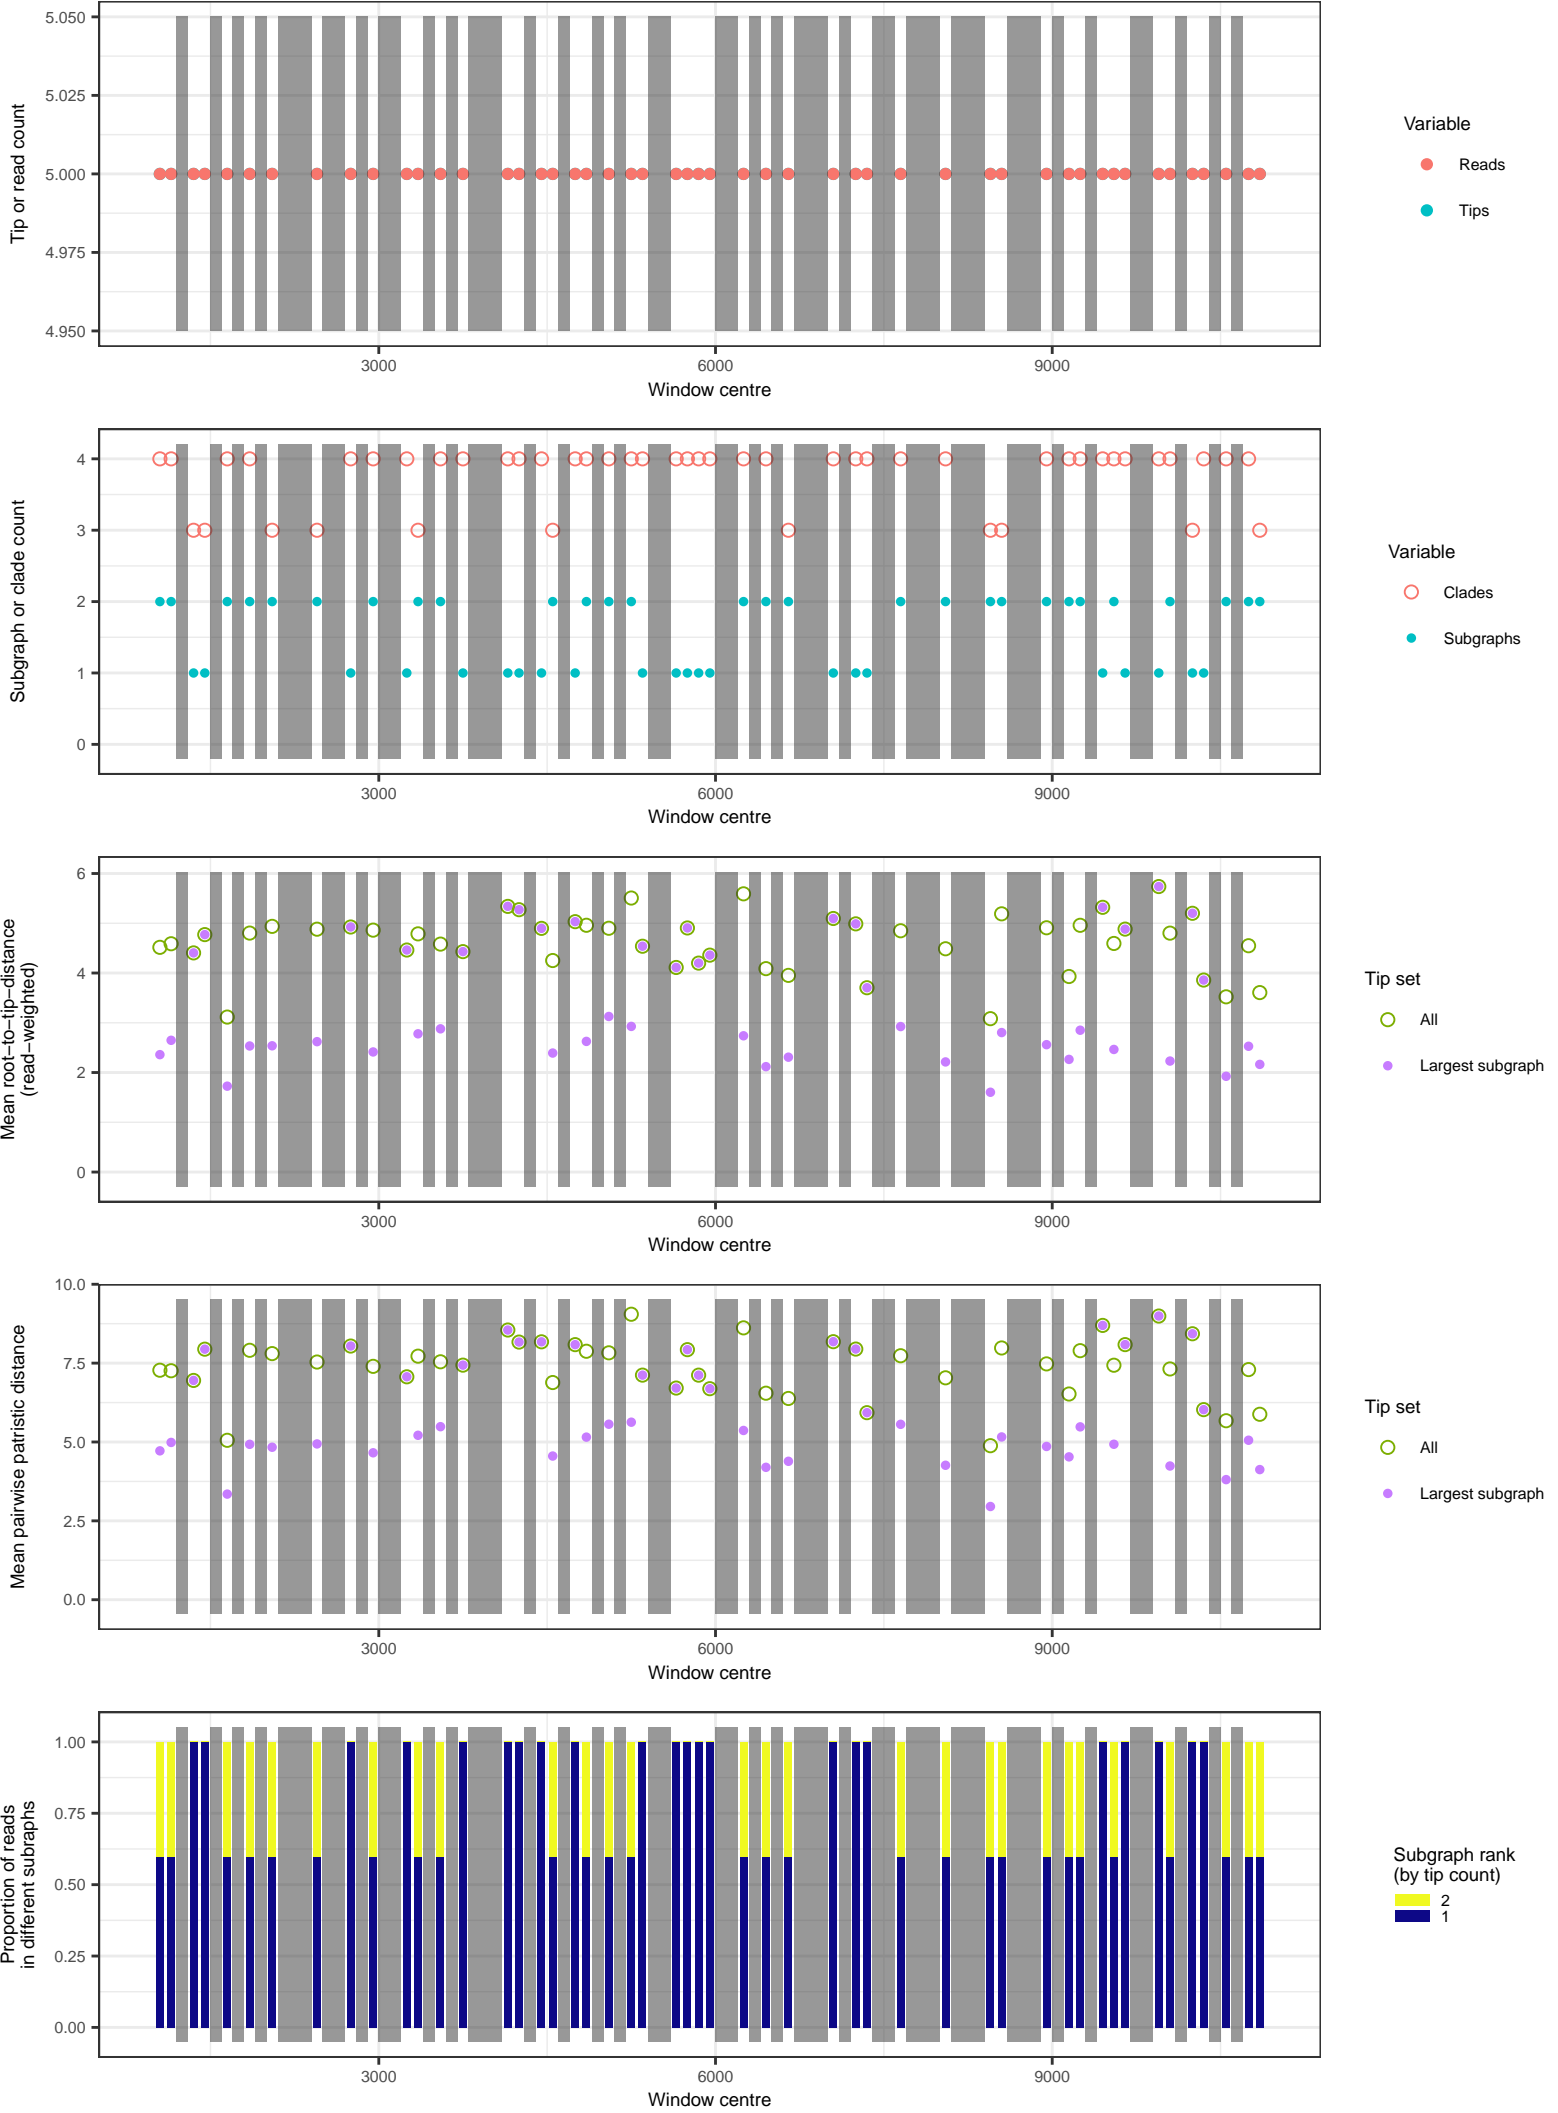 5.050
5.025
5.000
4.975
4.950
Tip or read count
3000 6000 9000
Window centre
Variable
Reads
Tips
4
3
2
1
0
Subgraph or clade count
3000 6000 9000
Window centre
Variable
Clades
Subgraphs
6
4
2
0
Mean root−to−tip−distance
(read−weighted)
3000 6000 9000
Window centre
Tip set
All
Largest subgraph
10.0
7.5
5.0
2.5
0.0
Mean pairwise patristic distance
3000 6000 9000
Window centre
Tip set
All
Largest subgraph
1.00
0.75
0.50
0.25
0.00
Proportion of reads
in different subraphs
3000 6000 9000
Window centre
Subgraph rank
(by tip count)
2
1